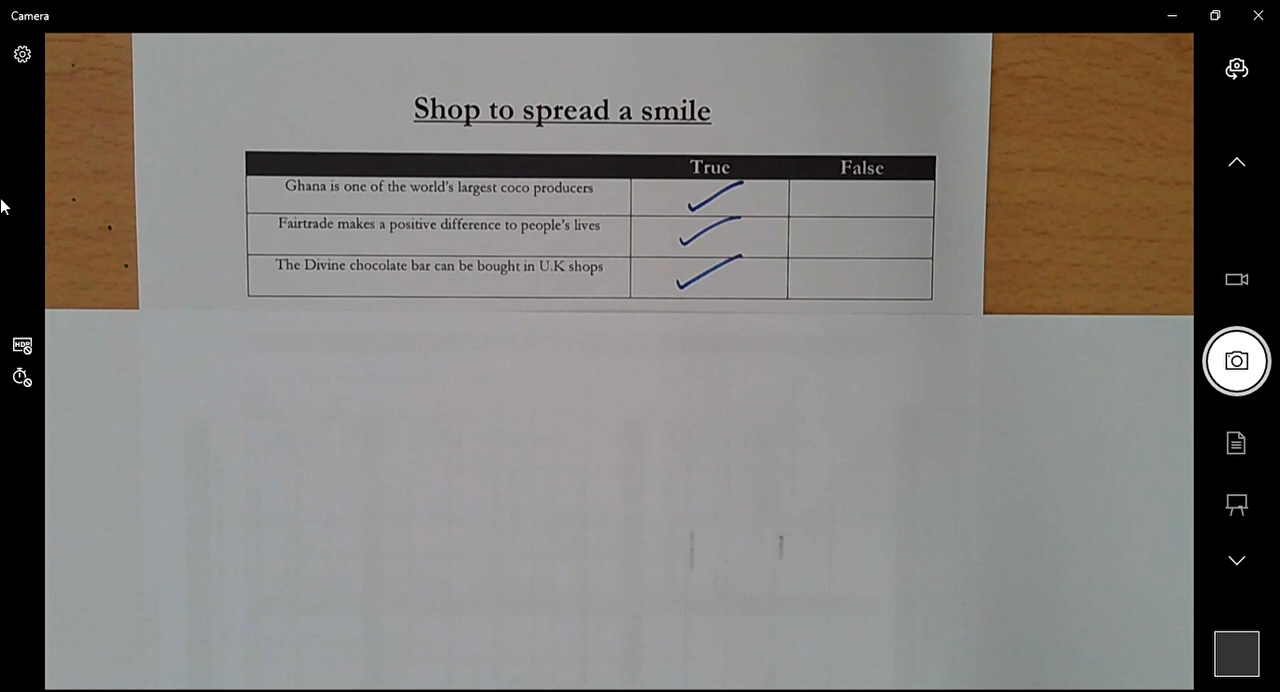 Camera
Shop to spread a smile
True False
Ghana is one of the world's largest coco producers
Fairtrade makes a positive difference to people's lives
The Divine chocolate bar can be bought in U.K shops
HDR